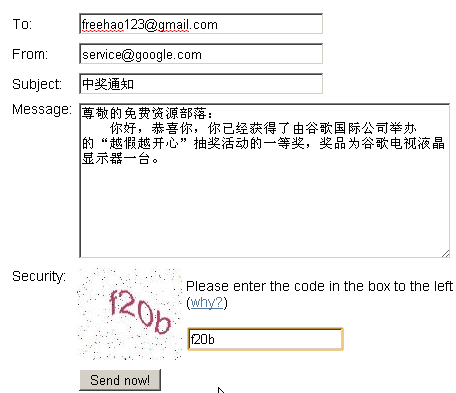 To: freehao123@gmail.com
From: service@google.com
Subject: 中奖通知
Message: 尊敬的免费资源部落：
你好，恭喜你，你已经获得了由谷歌国际公司举办
的“越假越开心”抽奖活动的一等奖，奖品为谷歌电视液晶
显示器一台。
Security: f20b
Please enter the code in the box to the left
(why?)
f20b
Send now!